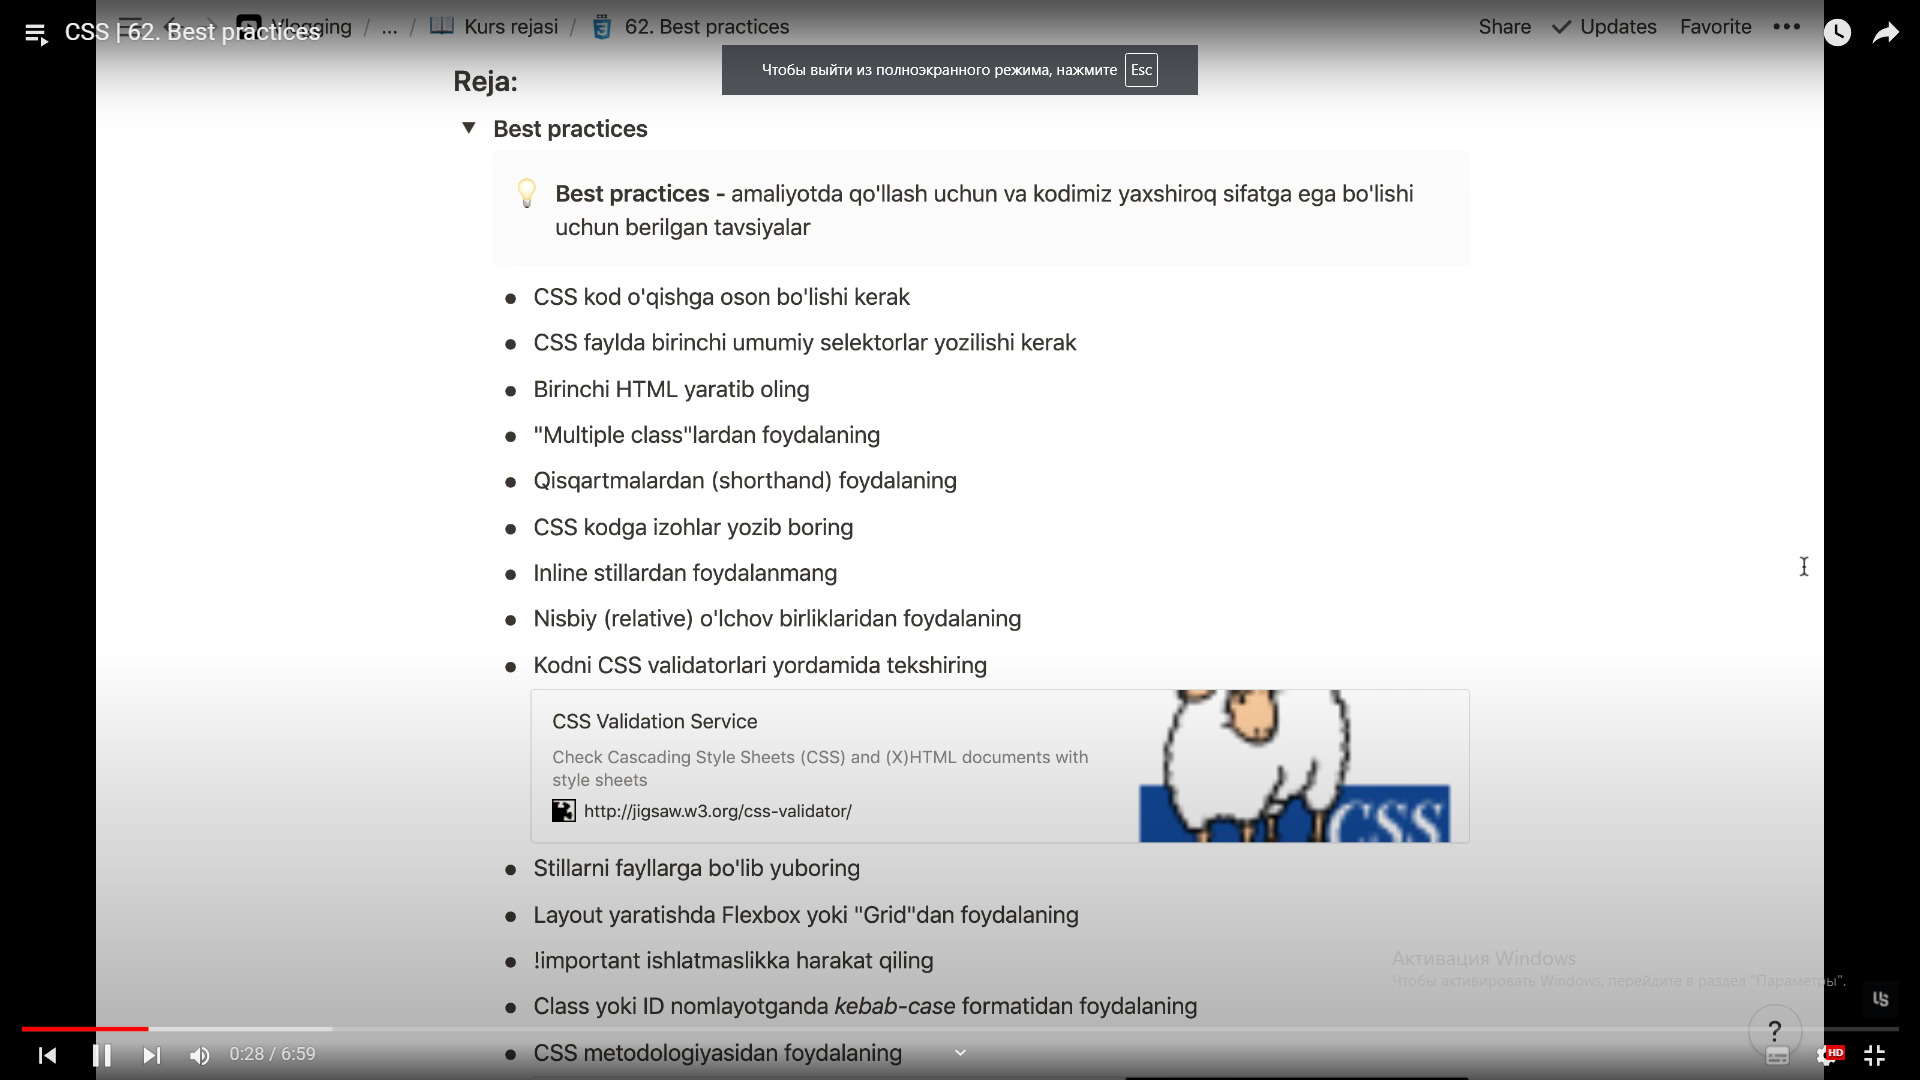 CSS | 62. Best practices
Vlogging / ... / Kurs rejasi / 62. Best practices
Share Updates Favorite •••
Чтобы выйти из полноэкранного режима, нажмите Esc
Reja:
Best practices
Best practices - amaliyotda qo'llash uchun va kodimiz yaxshiroq sifatga ega bo'lishi
uchun berilgan tavsiyalar
CSS kod o'qishga oson bo'lishi kerak
CSS faylda birinchi umumiy selektorlar yozilishi kerak
Birinchi HTML yaratib oling
"Multiple class"lardan foydalaning
Qisqartmalardan (shorthand) foydalaning
CSS kodga izohlar yozib boring
Inline stillardan foydalanmang
Nisbiy (relative) o'lchov birliklaridan foydalaning
Kodni CSS validatorlari yordamida tekshiring
CSS Validation Service
Check Cascading Style Sheets (CSS) and (X)HTML documents with
style sheets
http://jigsaw.w3.org/css-validator/
CSS
Stillarni fayllarga bo'lib yuboring
Layout yaratishda Flexbox yoki "Grid"dan foydalaning
!important ishlatmaslikka harakat qiling
Активация Windows
Чтобы активировать Windows, перейдите в раздел "Параметры".
Class yoki ID nomlayotganda kebab-case formatidan foydalaning
?
CSS metodologiyasidan foydalaning
0:28 / 6:59
HD